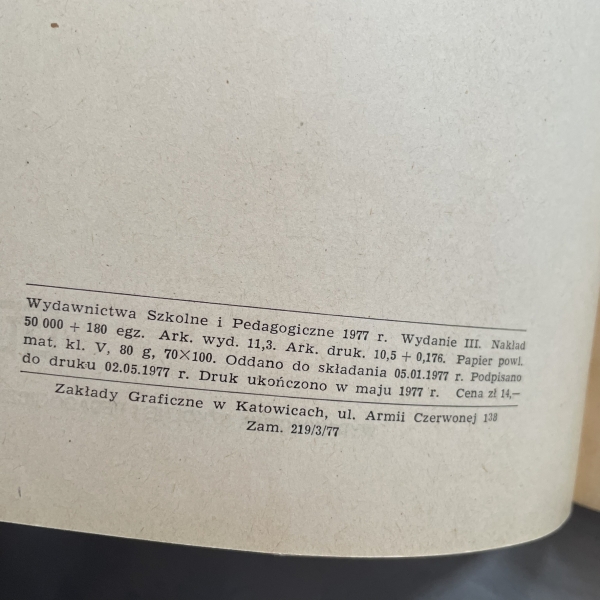 Wydawnictwa Szkolne i Pedagogiczne 1977 r. Wydanie III. Nakład
50 000 + 180 egz. Ark. wyd. 11,3. Ark. druk. 10,5 + 0,176. Papier powl.
mat. kl. V, 80 g, 70×100. Oddano do składania 05.01.1977 r. Podpisano
do druku 02.05.1977 r. Druk ukończono w maju 1977 r. Cena zł 14,—
Zakłady Graficzne w Katowicach, ul. Armii Czerwonej 138
Zam. 219/3/77